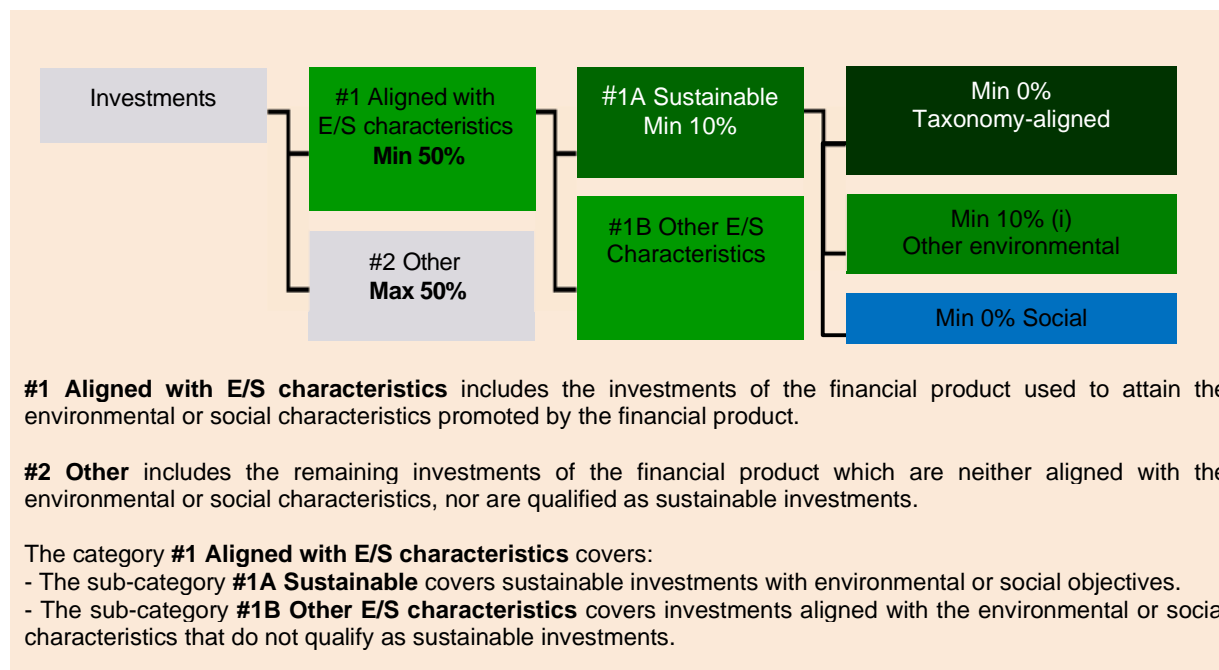 Investments
#1 Aligned with
E/S characteristics
Min 50%
#2 Other
Max 50%
#1A Sustainable
Min 10%
#1B Other E/S
Characteristics
Min 0%
Taxonomy-aligned
Min 10% (i)
Other environmental
Min 0% Social
#1 Aligned with E/S characteristics includes the investments of the financial product used to attain the
environmental or social characteristics promoted by the financial product.
#2 Other includes the remaining investments of the financial product which are neither aligned with the
environmental or social characteristics, nor are qualified as sustainable investments.
The category #1 Aligned with E/S characteristics covers:
- The sub-category #1A Sustainable covers sustainable investments with environmental or social objectives.
- The sub-category #1B Other E/S characteristics covers investments aligned with the environmental or social
characteristics that do not qualify as sustainable investments.